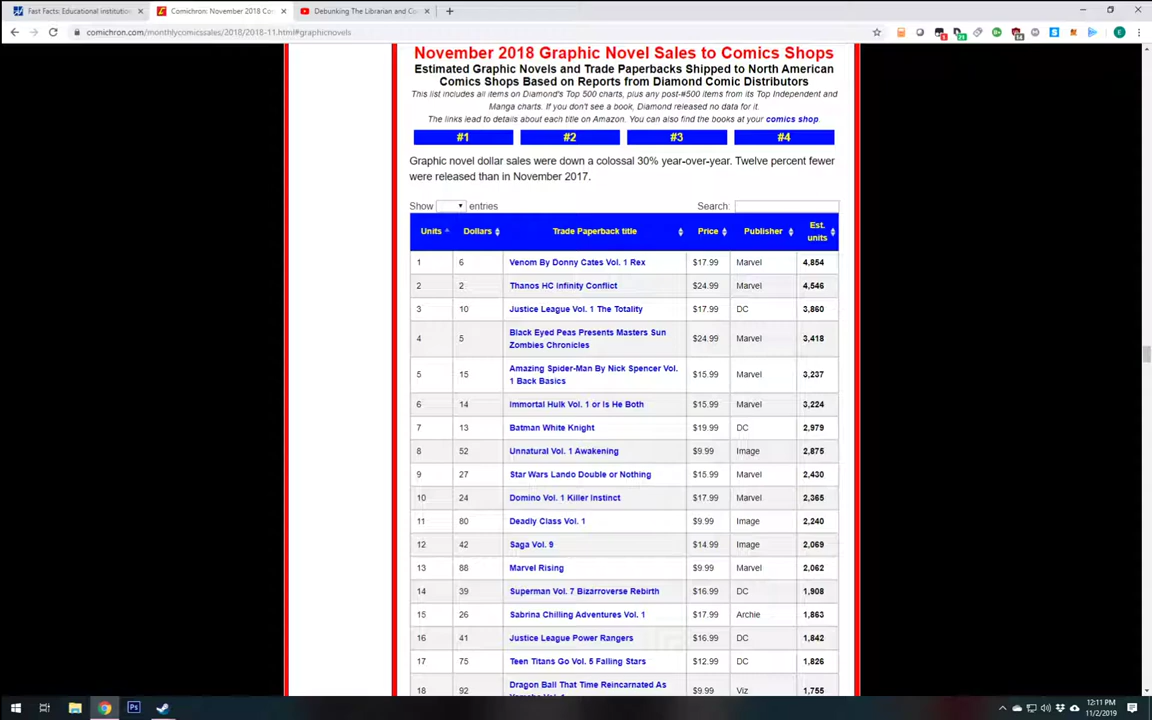 Fast Facts: Educational institution
Comichron: November 2018 Co
Debunking The Librarian and Co
comichron.com/monthlycomicssales/2018/2018-11.html#graphicnovels
November 2018 Graphic Novel Sales to Comics Shops
Estimated Graphic Novels and Trade Paperbacks Shipped to North American
Comics Shops Based on Reports from Diamond Comic Distributors
This list includes all items on Diamond's Top 500 charts, plus any post-#500 items from its Top Independent and
Manga charts. If you don't see a book, Diamond released no data for it.
The links lead to details about each title on Amazon. You can also find the books at your comics shop.
#1 #2 #3 #4
Graphic novel dollar sales were down a colossal 30% year-over-year. Twelve percent fewer
were released than in November 2017.
Show entries Search:
Units Dollars Trade Paperback title Price Publisher Est.
units
1 6 Venom By Donny Cates Vol. 1 Rex $17.99 Marvel 4,854
2 2 Thanos HC Infinity Conflict $24.99 Marvel 4,546
3 10 Justice League Vol. 1 The Totality $17.99 DC 3,860
4 5 Black Eyed Peas Presents Masters Sun
Zombies Chronicles $24.99 Marvel 3,418
5 15 Amazing Spider-Man By Nick Spencer Vol.
1 Back Basics $15.99 Marvel 3,237
6 14 Immortal Hulk Vol. 1 or Is He Both $15.99 Marvel 3,224
7 13 Batman White Knight $19.99 DC 2,979
8 52 Unnatural Vol. 1 Awakening $9.99 Image 2,875
9 27 Star Wars Lando Double or Nothing $15.99 Marvel 2,430
10 24 Domino Vol. 1 Killer Instinct $17.99 Marvel 2,365
11 80 Deadly Class Vol. 1 $9.99 Image 2,240
12 42 Saga Vol. 9 $14.99 Image 2,069
13 88 Marvel Rising $9.99 Marvel 2,062
14 39 Superman Vol. 7 Bizarroverse Rebirth $16.99 DC 1,908
15 26 Sabrina Chilling Adventures Vol. 1 $17.99 Archie 1,863
16 41 Justice League Power Rangers $16.99 DC 1,842
17 75 Teen Titans Go Vol. 5 Falling Stars $12.99 DC 1,826
18 92 Dragon Ball That Time Reincarnated As $9.99 Viz 1,755
Ps
12:11 PM
11/2/2019